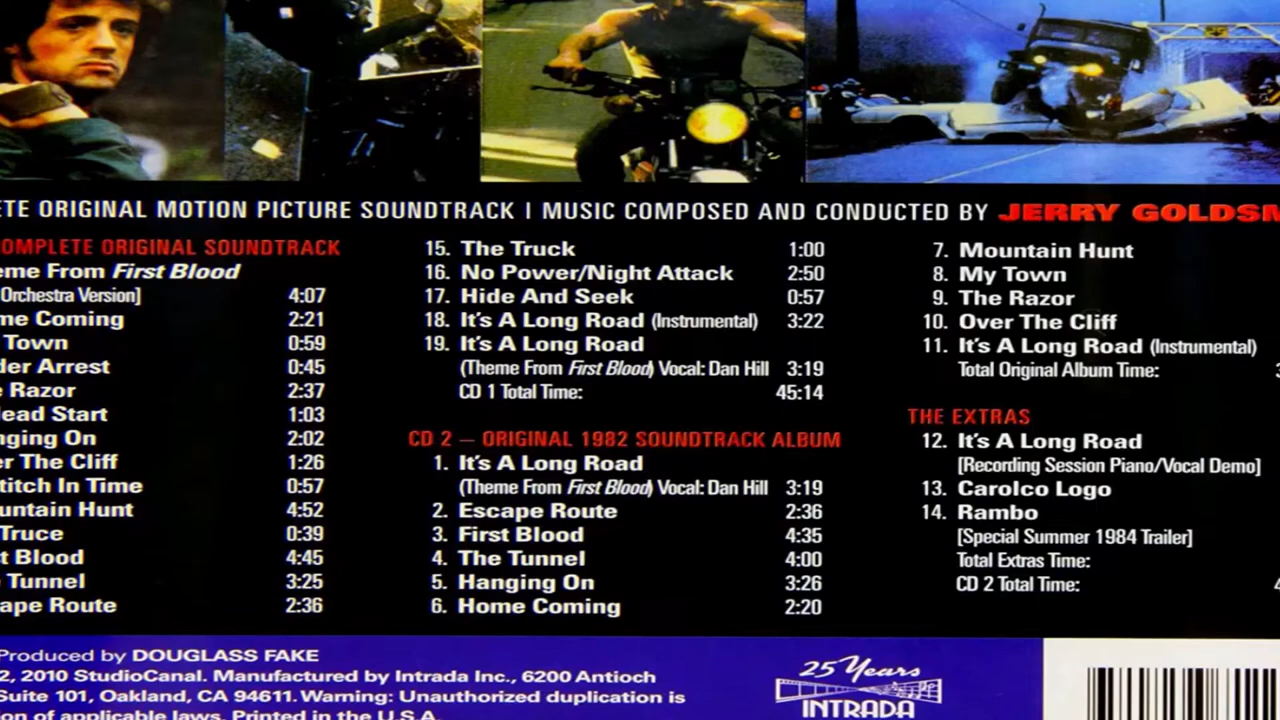 ETE ORIGINAL MOTION PICTURE SOUNDTRACK | MUSIC COMPOSED AND CONDUCTED BY JERRY GOLDSM
OMPLETE ORIGINAL SOUNDTRACK
eme From First Blood
Orchestra Version] 4:07
me Coming 2:21
Town 0:59
der Arrest 0:45
e Razor 2:37
ead Start 1:03
nging On 2:02
er The Cliff 1:26
titch In Time 0:57
untain Hunt 4:52
Truce 0:39
t Blood 4:45
Tunnel 3:25
ape Route 2:36
15. The Truck 1:00
16. No Power/Night Attack 2:50
17. Hide And Seek 0:57
18. It's A Long Road (Instrumental) 3:22
19. It's A Long Road
(Theme From First Blood) Vocal: Dan Hill 3:19
CD 1 Total Time: 45:14
CD 2 – ORIGINAL 1982 SOUNDTRACK ALBUM
1. It's A Long Road
(Theme From First Blood) Vocal: Dan Hill 3:19
2. Escape Route 2:36
3. First Blood 4:35
4. The Tunnel 4:00
5. Hanging On 3:26
6. Home Coming 2:20
7. Mountain Hunt
8. My Town
9. The Razor
10. Over The Cliff
11. It's A Long Road (Instrumental)
Total Original Album Time:
THE EXTRAS
12. It's A Long Road
[Recording Session Piano/Vocal Demo]
13. Carolco Logo
14. Rambo
[Special Summer 1984 Trailer]
Total Extras Time:
CD 2 Total Time:
Produced by DOUGLASS FAKE
2, 2010 StudioCanal. Manufactured by Intrada Inc., 6200 Antioch
Suite 101, Oakland, CA 94611. Warning: Unauthorized duplication is
on of applicable laws. Printed in the U.S.A.
25 Years
INTRADA